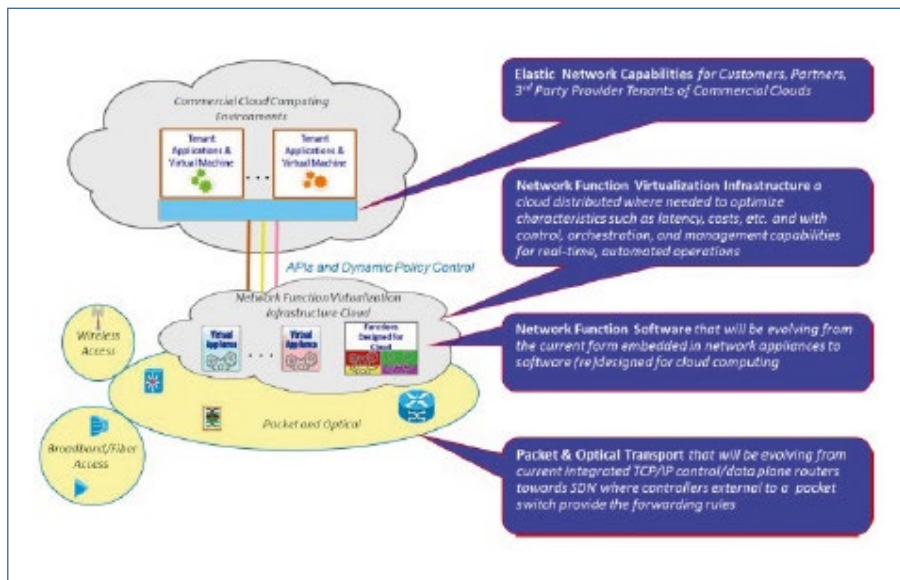 Commercial Cloud Computing
Environments
Tenant
Applications &
Virtual Machine
Tenant
Applications &
Virtual Machine
. . .
APIs and Dynamic Policy Control
Network Function Virtualization
Infrastructure Cloud
Virtual
Appliance
. . .
Virtual
Appliance
Functions
Designed for
Cloud
Wireless
Access
Packet and Optical
Broadband/Fiber
Access
Elastic Network Capabilities for Customers, Partners,
3rd Party Provider Tenants of Commercial Clouds
Network Function Virtualization Infrastructure a
cloud distributed where needed to optimize
characteristics such as latency, costs, etc. and with
control, orchestration, and management capabilities
for real-time, automated operations
Network Function Software that will be evolving from
the current form embedded in network appliances to
software (re)designed for cloud computing
Packet & Optical Transport that will be evolving from
current integrated TCP/IP control/data plane routers
towards SDN where controllers external to a packet
switch provide the forwarding rules